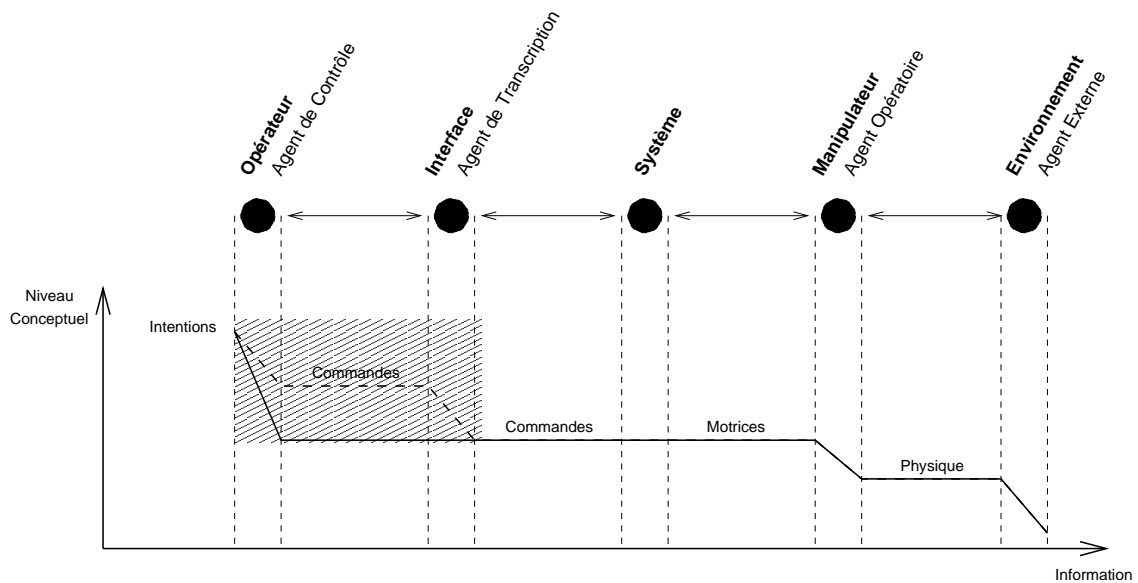 Opérateur
Agent de Contrôle
Interface
Agent de Transcription
Système
Manipulateur
Agent Opératoire
Environnement
Agent Externe
Niveau
Conceptuel
Intentions
Commandes
Commandes
Motrices
Physique
Information